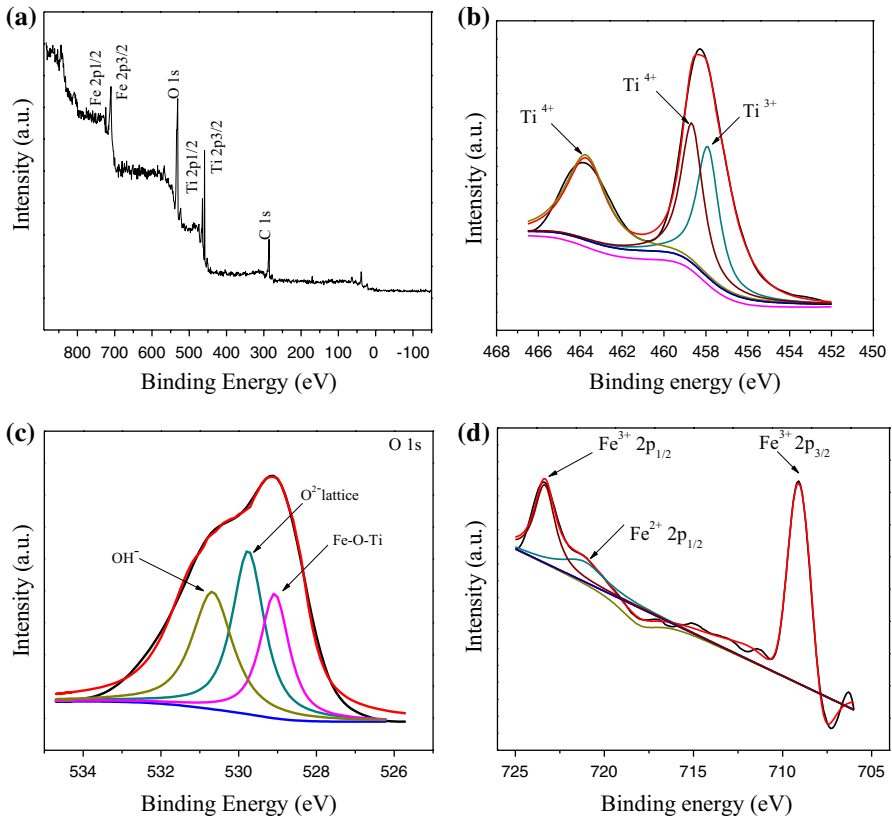 (a)
Fe 2p1/2
Fe 2p3/2
O 1s
Ti 2p1/2
Ti 2p3/2
C 1s
Intensity (a.u.)
800 700 600 500 400 300 200 100 0 -100
Binding Energy (eV)
(b)
Ti 4+
Ti 4+
Ti 3+
Intensity (a.u.)
468 466 464 462 460 458 456 454 452 450
Binding energy (eV)
(c)
O 1s
O2-lattice
OH-
Fe-O-Ti
Intensity (a.u.)
534 532 530 528 526
Binding Energy (eV)
(d)
Fe3+ 2p1/2
Fe3+ 2p3/2
Fe2+ 2p1/2
Intensity (a.u.)
725 720 715 710 705
Binding energy (eV)